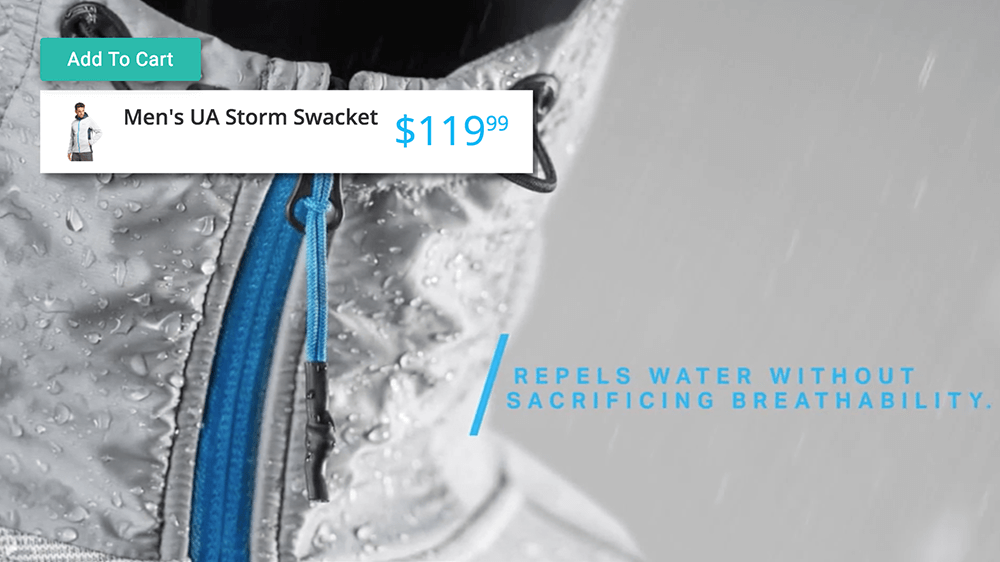 Add To Cart
Men's UA Storm Swacket $119.99
REPELS WATER WITHOUT
SACRIFICING BREATHABILITY.